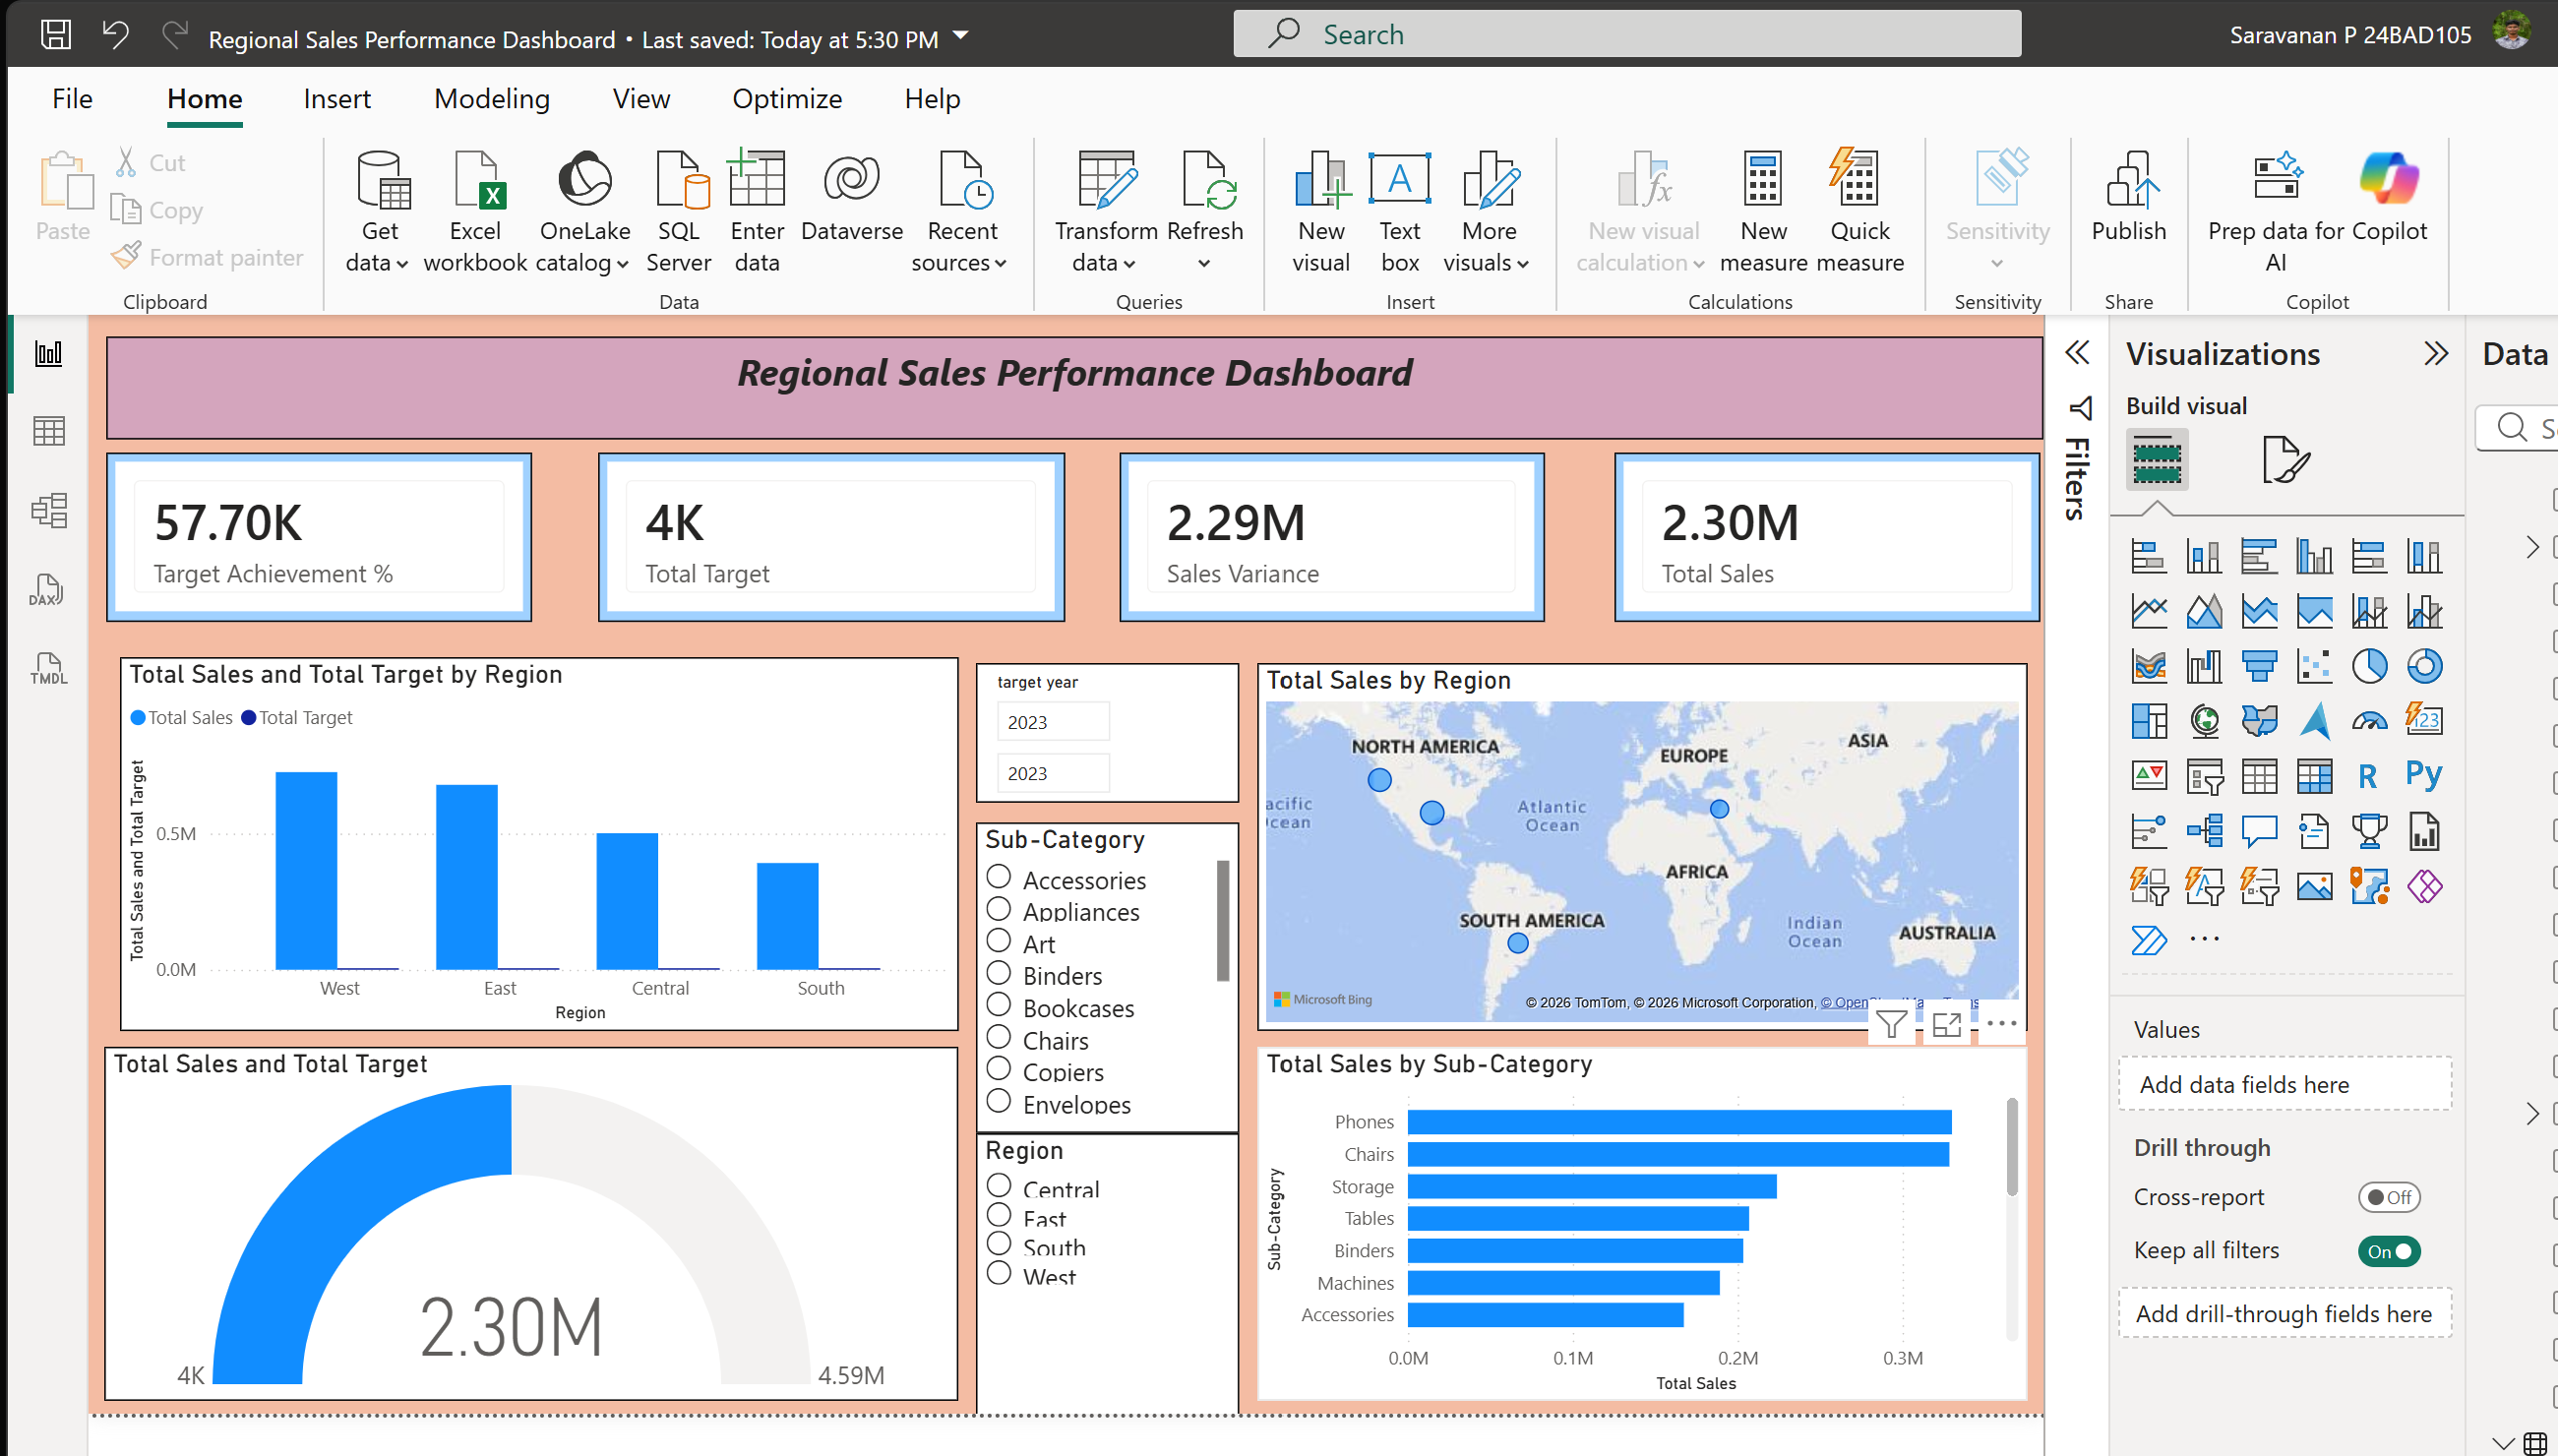 Regional Sales Performance Dashboard • Last saved: Today at 5:30 PM
Search
Saravanan P 24BAD105
File
Home
Insert
Modeling
View
Optimize
Help
Paste
Cut
Copy
Format painter
Clipboard
Get data
Excel workbook
OneLake catalog
SQL Server
Enter data
Dataverse
Recent sources
Data
Transform data
Refresh
Queries
New visual
Text box
More visuals
Insert
New visual calculation
New measure
Quick measure
Calculations
Sensitivity
Sensitivity
Publish
Share
Prep data for AI
Copilot
Copilot
DAX
TMDL
Regional Sales Performance Dashboard
57.70K
Target Achievement %
4K
Total Target
2.29M
Sales Variance
2.30M
Total Sales
Total Sales and Total Target by Region
Total Sales
Total Target
Total Sales and Total Target
0.5M
0.0M
West
East
Central
South
Region
target year
2023
2023
Sub-Category
Accessories
Appliances
Art
Binders
Bookcases
Chairs
Copiers
Envelopes
Region
Central
East
South
West
Total Sales by Region
NORTH AMERICA
EUROPE
ASIA
acific
cean
Atlantic
Ocean
AFRICA
SOUTH AMERICA
Indian
Ocean
AUSTRALIA
Microsoft Bing
© 2026 TomTom, © 2026 Microsoft Corporation,
Total Sales and Total Target
2.30M
4K
4.59M
Total Sales by Sub-Category
Sub-Category
Phones
Chairs
Storage
Tables
Binders
Machines
Accessories
0.0M
0.1M
0.2M
0.3M
Total Sales
Filters
Visualizations
Build visual
123
R
Py
Values
Add data fields here
Drill through
Cross-report
Off
Keep all filters
On
Add drill-through fields here
Data